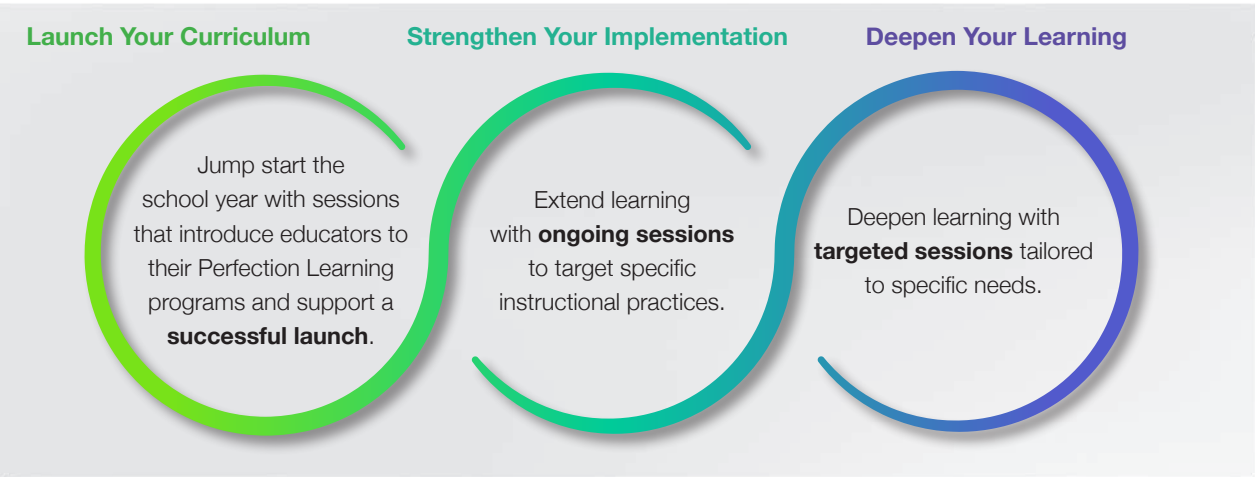 Launch Your Curriculum
Jump start the
school year with sessions
that introduce educators to
their Perfection Learning
programs and support a
successful launch.
Strengthen Your Implementation
Extend learning
with ongoing sessions
to target specific
instructional practices.
Deepen Your Learning
Deepen learning with
targeted sessions tailored
to specific needs.